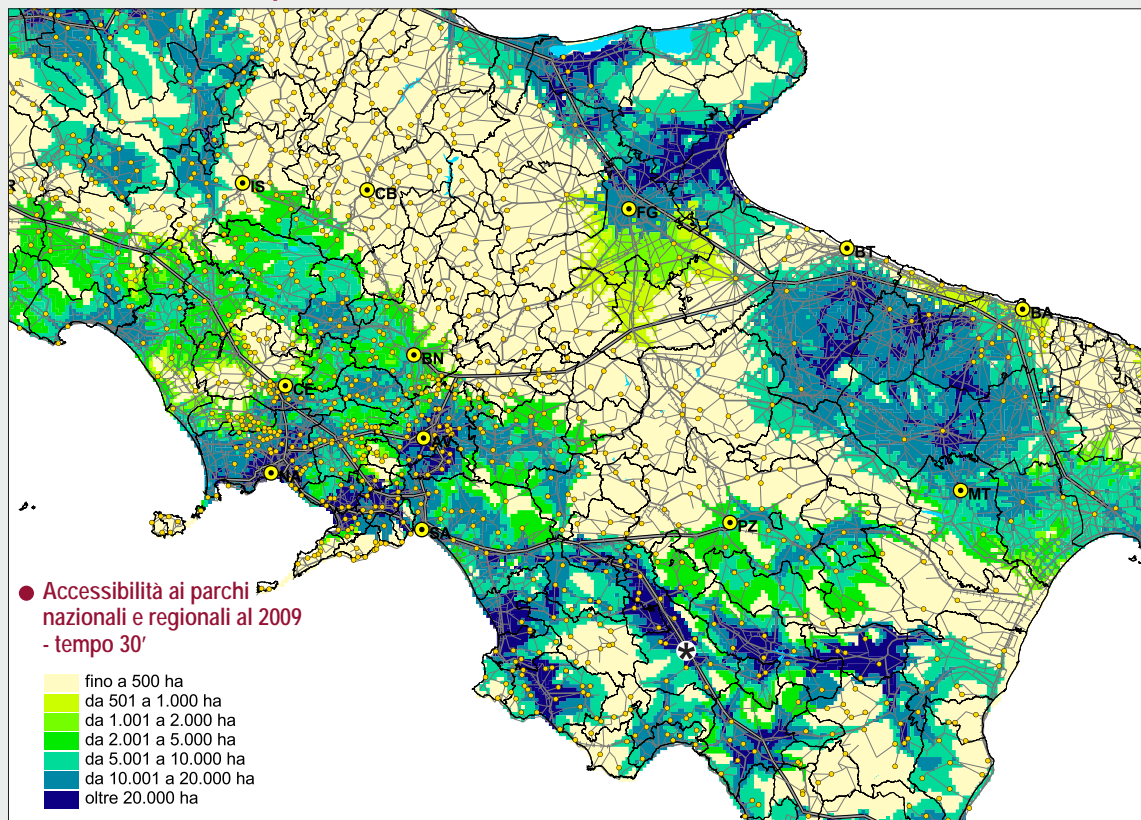 IS
CB
FG
BT
BA
BN
CE
AV
NA
MT
SA
PZ
*
● Accessibilità ai parchi
nazionali e regionali al 2009
- tempo 30'
fino a 500 ha
da 501 a 1.000 ha
da 1.001 a 2.000 ha
da 2.001 a 5.000 ha
da 5.001 a 10.000 ha
da 10.001 a 20.000 ha
oltre 20.000 ha